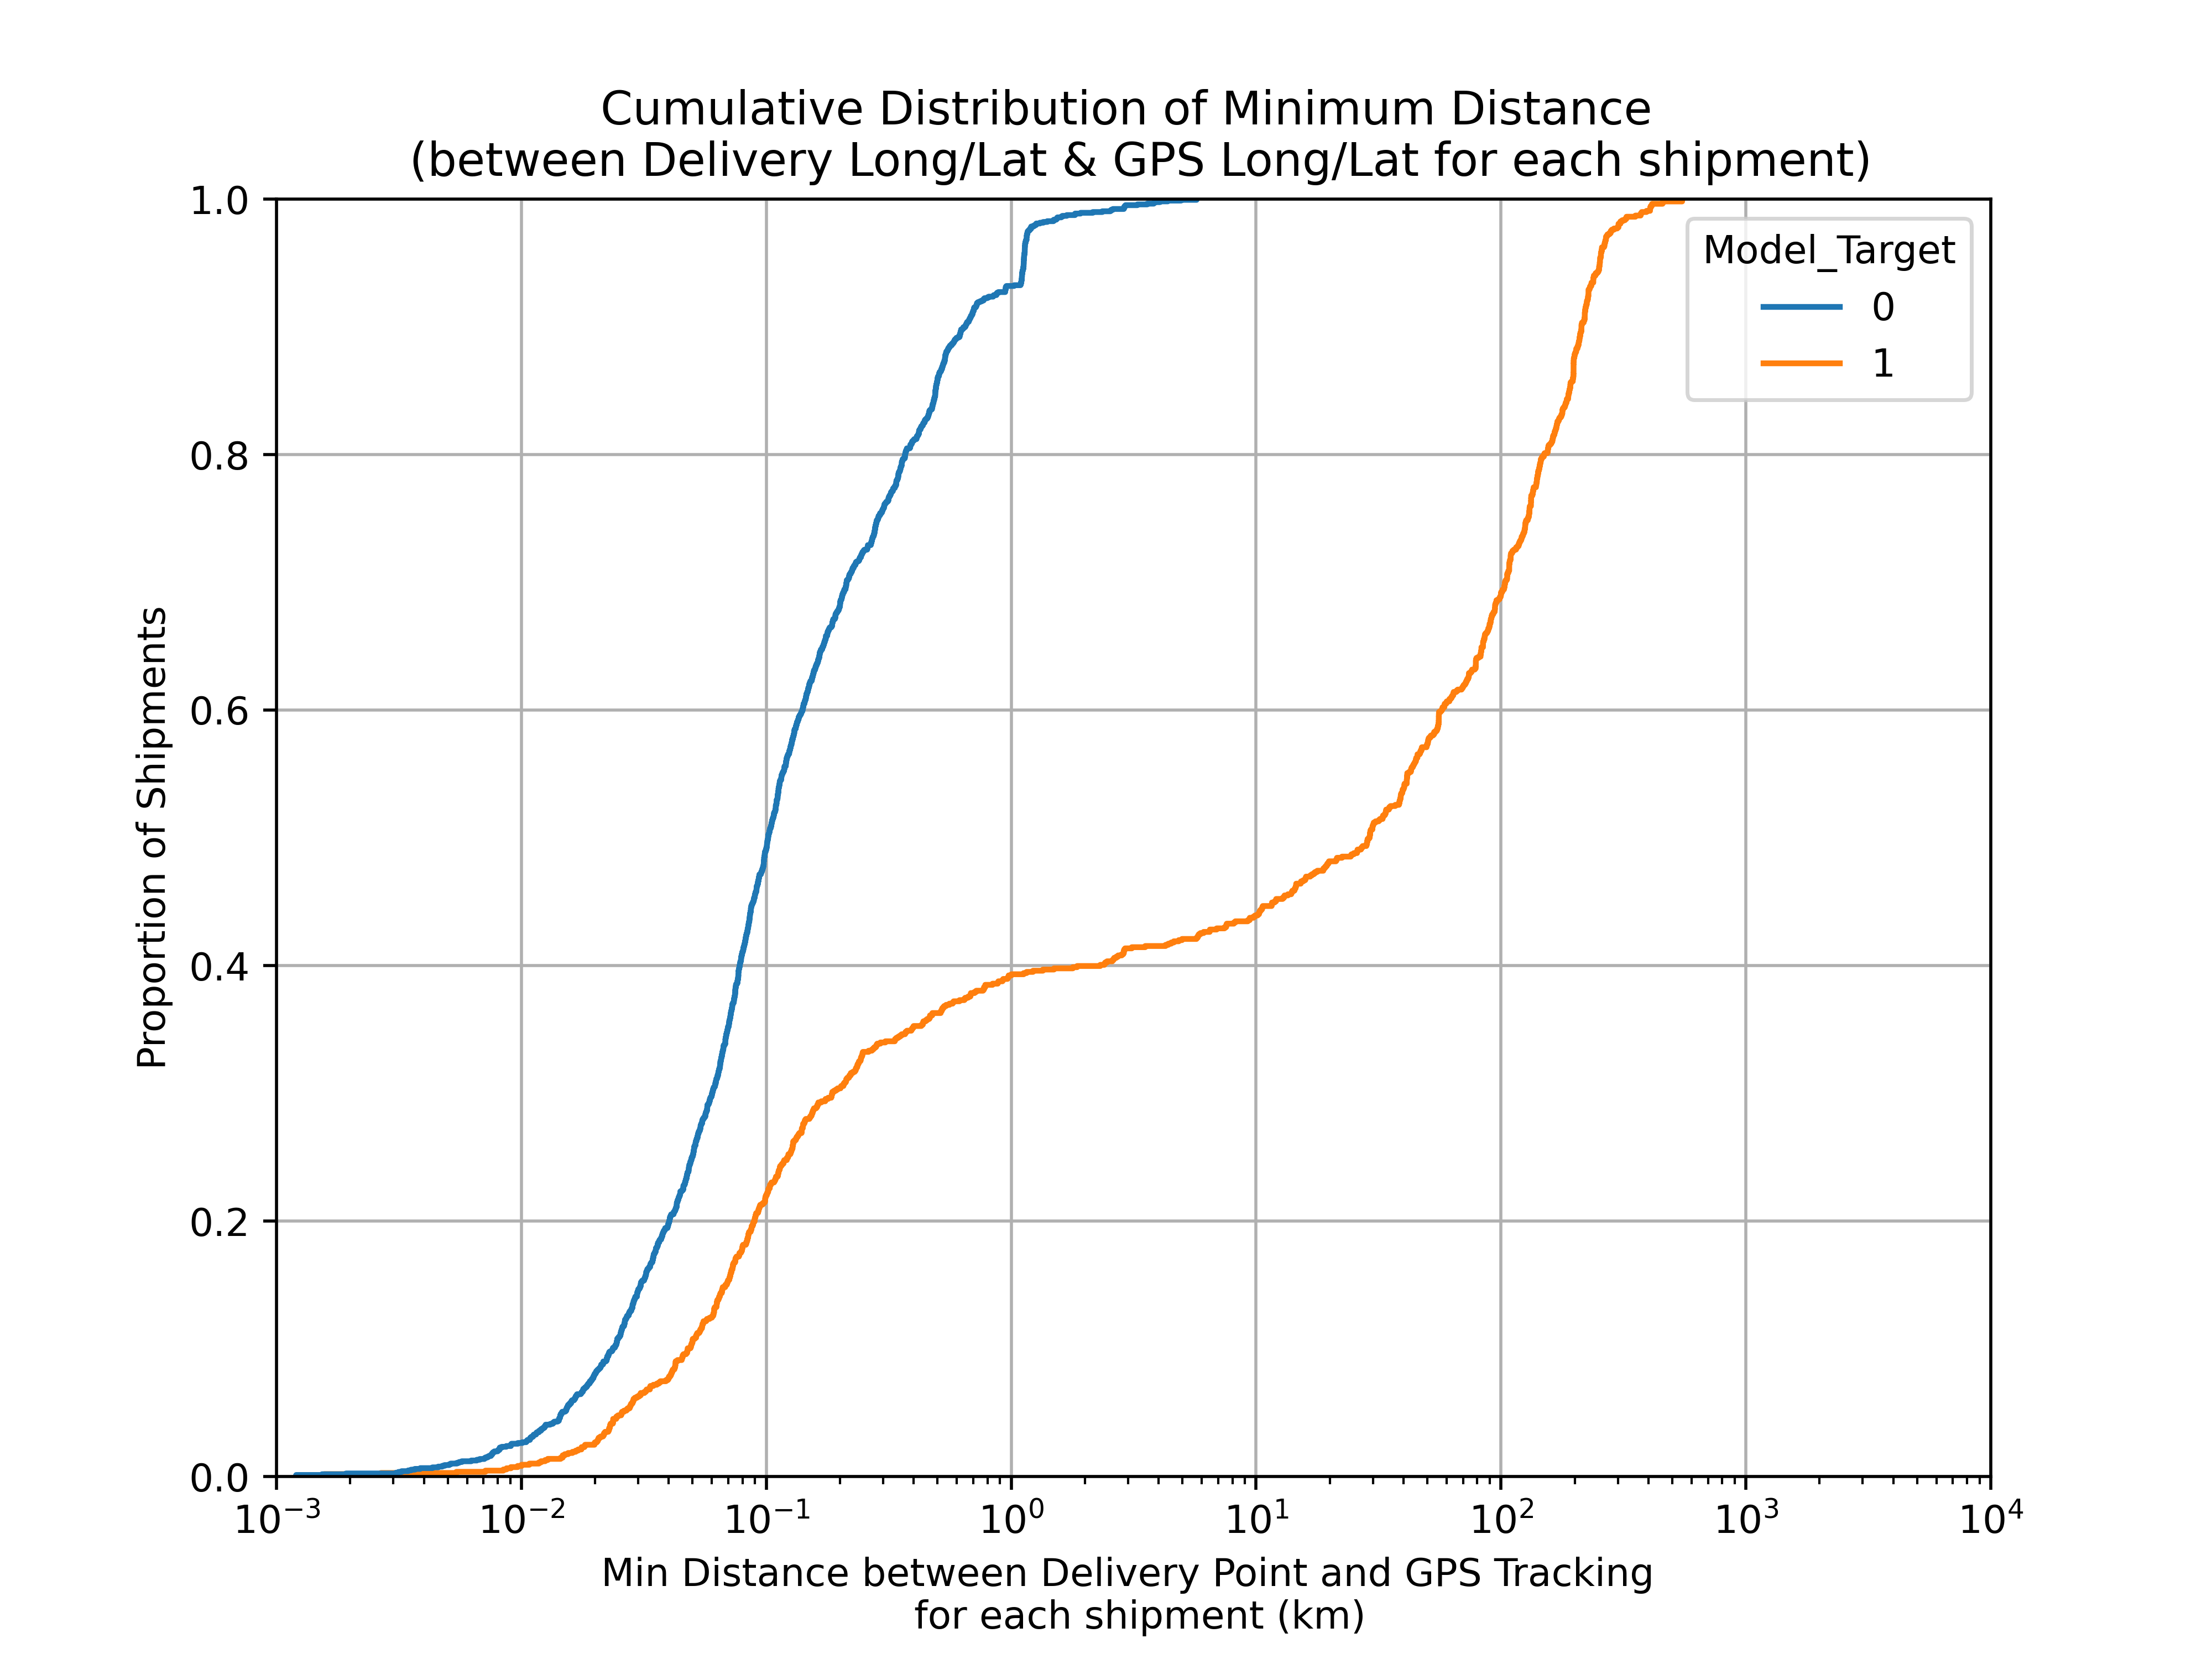 Cumulative Distribution of Minimum Distance
(between Delivery Long/Lat & GPS Long/Lat for each shipment)
Model_Target
0
1
Proportion of Shipments
1.0
0.8
0.6
0.4
0.2
0.0
10⁻³ 10⁻² 10⁻¹ 10⁰ 10¹ 10² 10³ 10⁴
Min Distance between Delivery Point and GPS Tracking
for each shipment (km)